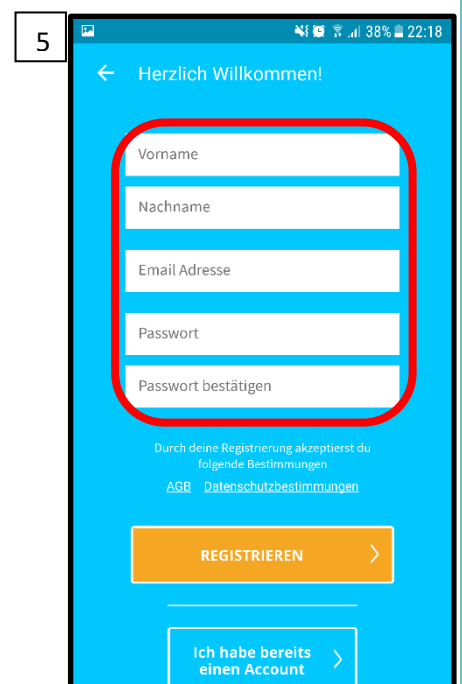 5
38% 22:18
Herzlich Willkommen!
Vorname
Nachname
Email Adresse
Passwort
Passwort bestätigen
Durch deine Registrierung akzeptierst du
folgende Bestimmungen
AGB Datenschutzbestimmungen
REGISTRIEREN
Ich habe bereits
einen Account